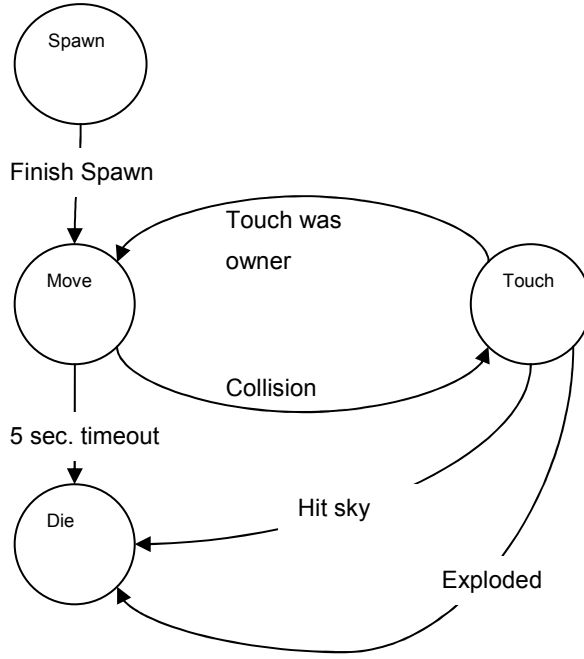 Spawn
Finish Spawn
Touch was
owner
Move
Touch
Collision
5 sec. timeout
Hit sky
Die
Exploded